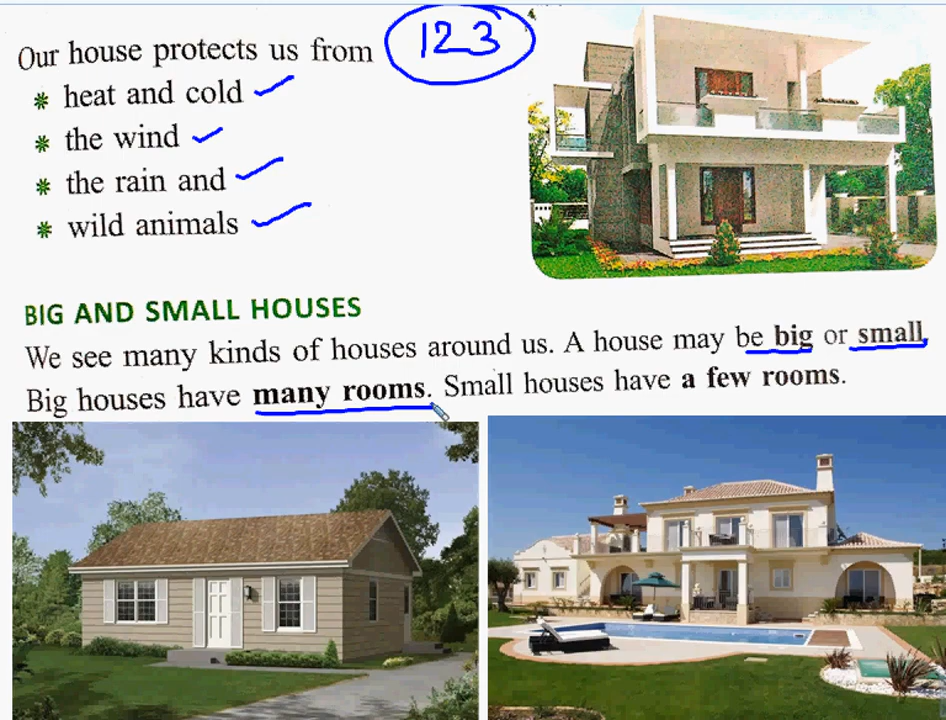 Our house protects us from
123
* heat and cold
* the wind
* the rain and
* wild animals
BIG AND SMALL HOUSES
We see many kinds of houses around us. A house may be big or small.
Big houses have many rooms. Small houses have a few rooms.